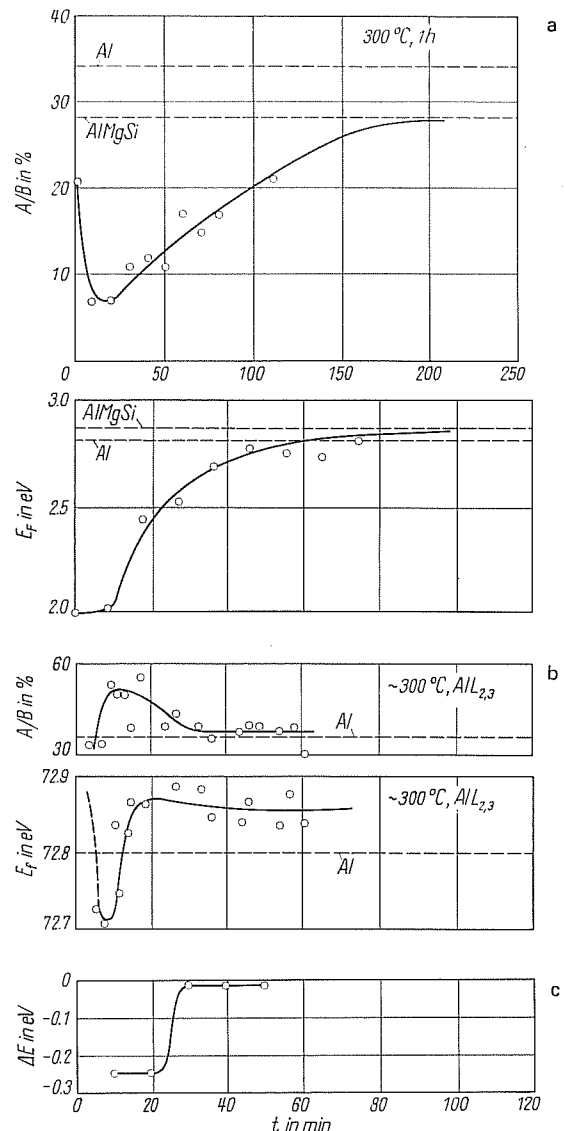 40
300 °C, 1h
a
Al
30
AlMgSi
A/B in %
20
10
0 50 100 150 200 250
3.0
AlMgSi
Al
E_F in eV
2.5
2.0
60
b
~300 °C, AlL_2,3
A/B in %
Al
30
72.9
~300 °C, AlL_2,3
E_F in eV
72.8
Al
72.7
0
c
ΔE in eV
-0.1
-0.2
-0.3
0 20 40 60 80 100 120
t in min